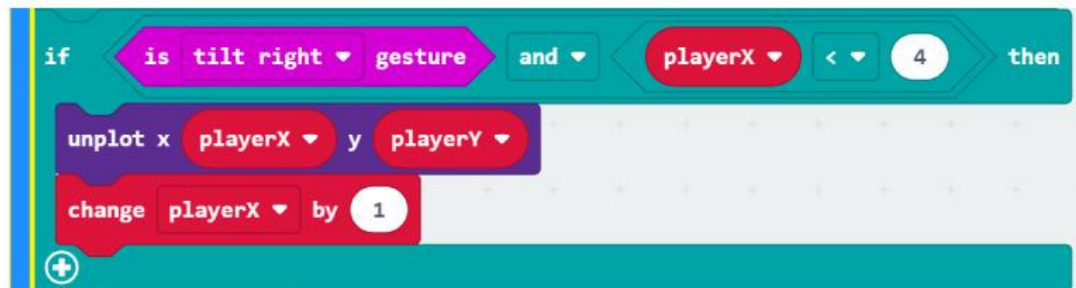 if is tilt right gesture and playerX < 4 then
unplot x playerX y playerY
change playerX by 1